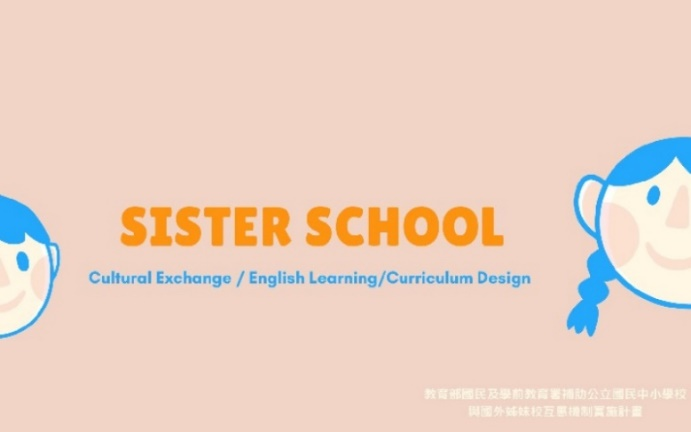 SISTER SCHOOL
Cultural Exchange / English Learning/Curriculum Design
教育部國民及學前教育署補助公立國民中小學校
與國外姊妹校互惠機制實施計畫